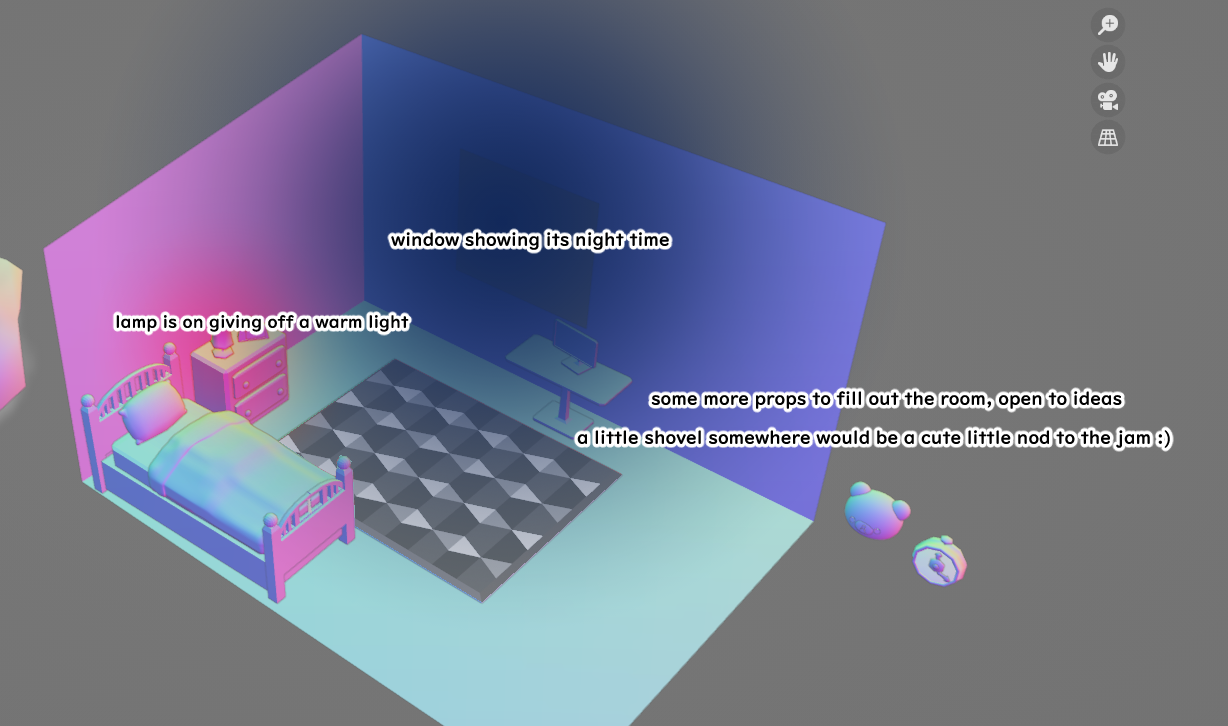 window showing its night time
lamp is on giving off a warm light
some more props to fill out the room, open to ideas
a little shovel somewhere would be a cute little nod to the jam :)